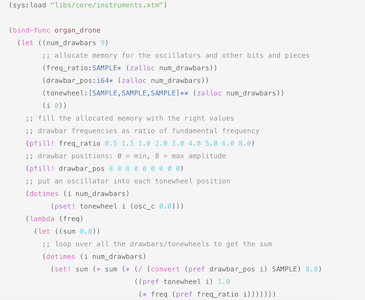 (sys:load "libs/core/instruments.xtm")
(bind-func organ_drone
(let ((num_drawbars 9)
;; allocate memory for the oscillators and other bits and pieces
(freq_ratio:SAMPLE* (zalloc num_drawbars))
(drawbar_pos:i64* (zalloc num_drawbars))
(tonewheel:[SAMPLE,SAMPLE,SAMPLE]** (zalloc num_drawbars))
(i 0))
;; fill the allocated memory with the right values
;; drawbar frequencies as ratio of fundamental frequency
(pfill! freq_ratio 0.5 1.5 1.0 2.0 3.0 4.0 5.0 6.0 8.0)
;; drawbar positions: 0 = min, 8 = max amplitude
(pfill! drawbar_pos 8 8 8 0 0 0 0 0 0)
;; put an oscillator into each tonewheel position
(dotimes (i num_drawbars)
(pset! tonewheel i (osc_c 0.0)))
(lambda (freq)
(let ((sum 0.0))
;; loop over all the drawbars/tonewheels to get the sum
(dotimes (i num_drawbars)
(set! sum (+ sum (* (/ (convert (pref drawbar_pos i) SAMPLE) 8.0)
((pref tonewheel i) 1.0
(* freq (pref freq_ratio i)))))))